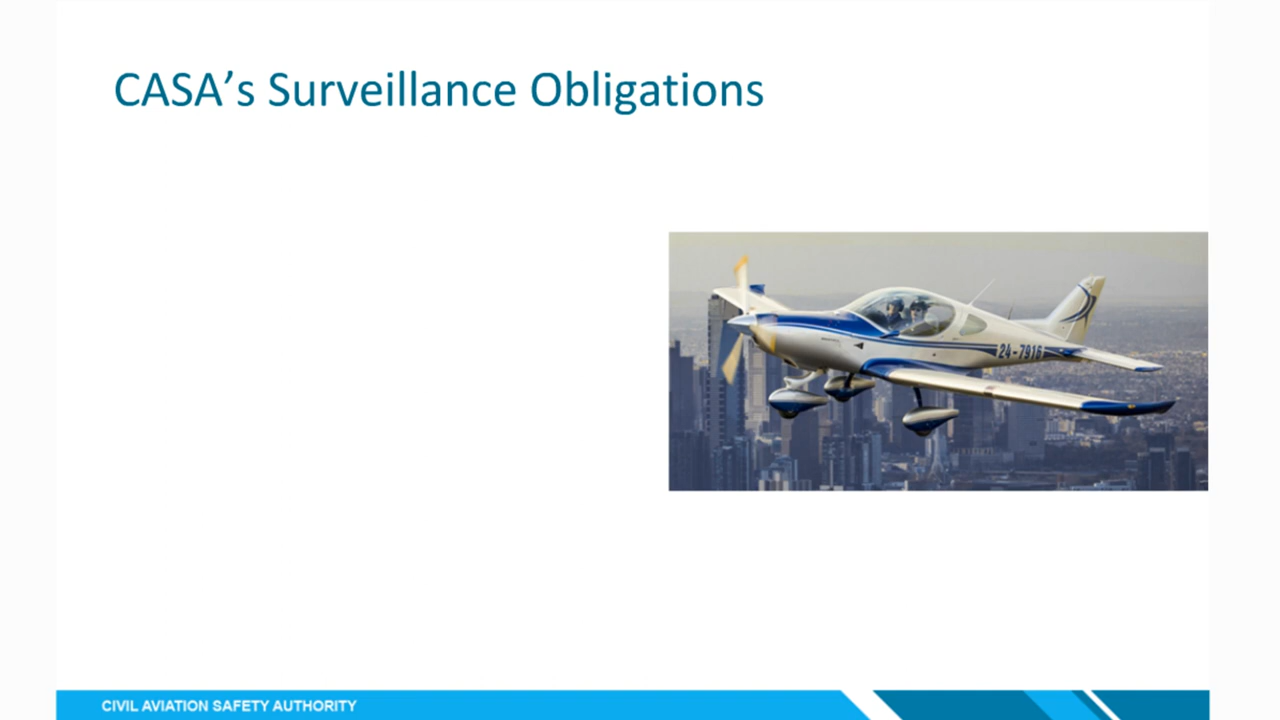 CASA’s Surveillance Obligations
24-7916
CIVIL AVIATION SAFETY AUTHORITY